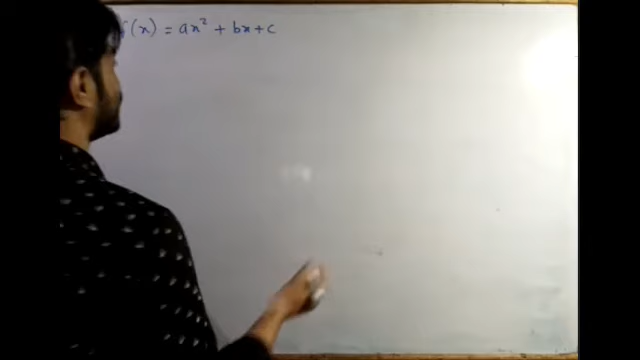 f(x) = ax² + bx + c